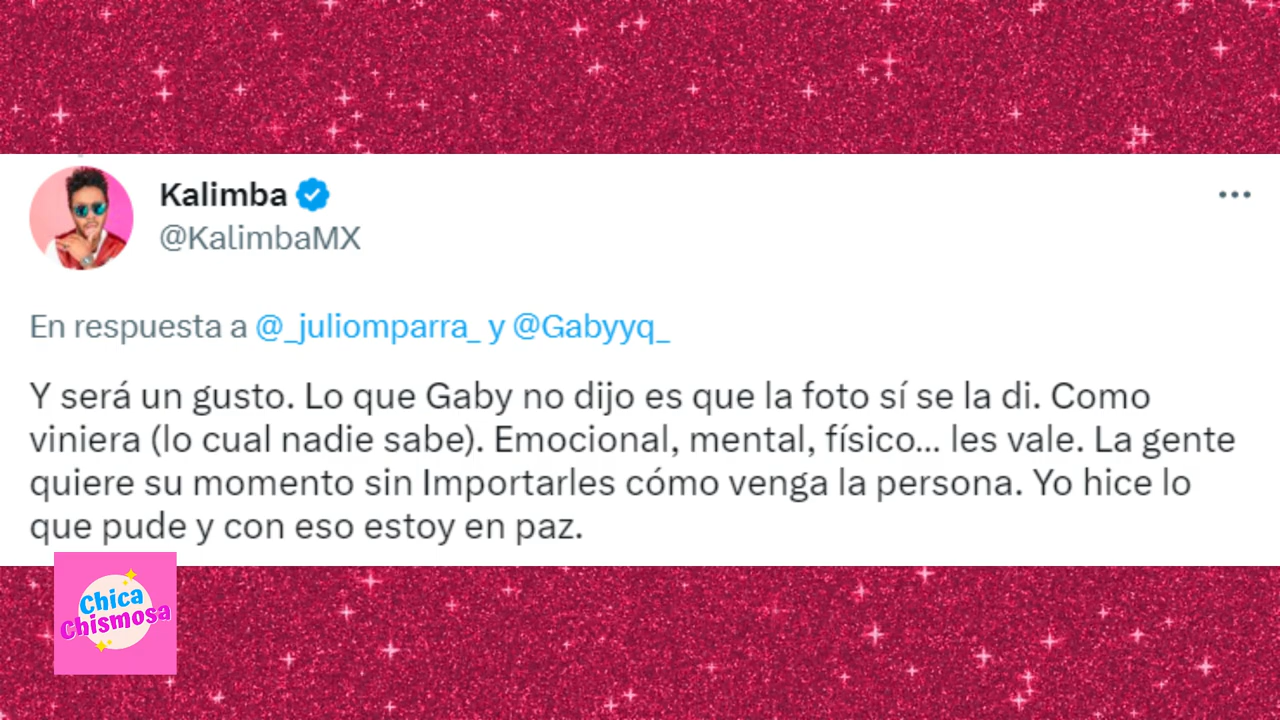 Kalimba
@KalimbaMX
En respuesta a @_juliomparra_ y @Gabyyq_
Y será un gusto. Lo que Gaby no dijo es que la foto sí se la di. Como
viniera (lo cual nadie sabe). Emocional, mental, físico... les vale. La gente
quiere su momento sin Importarles cómo venga la persona. Yo hice lo
que pude y con eso estoy en paz.
Chica
Chismosa